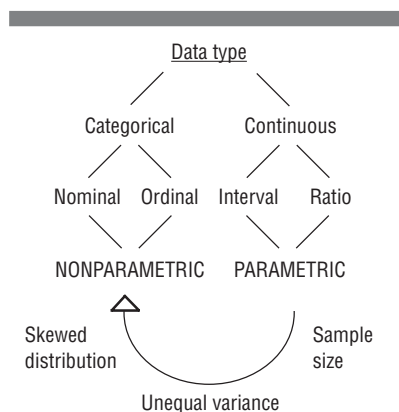 Data type
Categorical Continuous
Nominal Ordinal Interval Ratio
NONPARAMETRIC PARAMETRIC
Skewed
distribution
Sample
size
Unequal variance